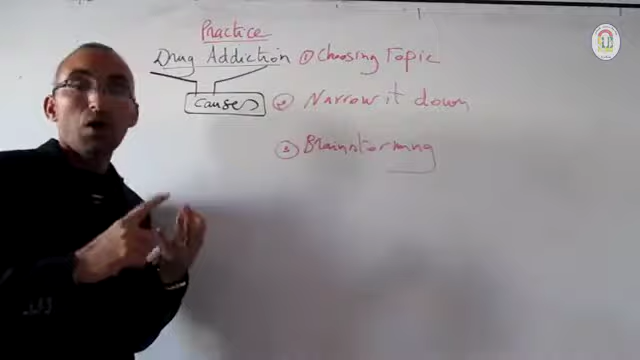 Practice
Drug Addiction ① Choosing Topic
Causes ② Narrow it down
③ Brainstorming